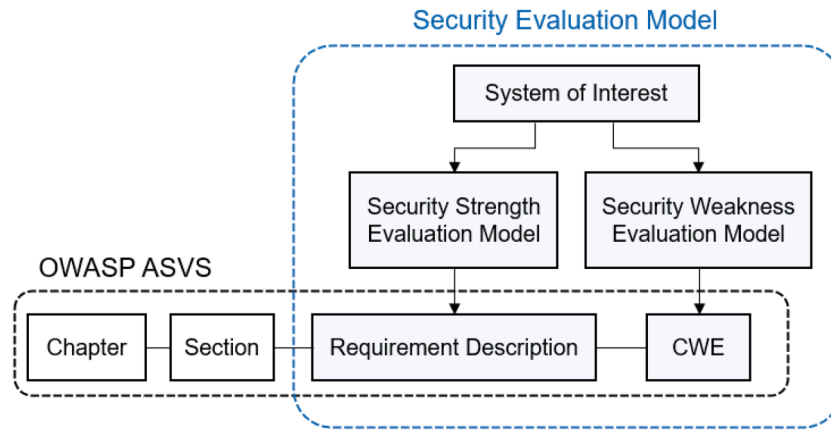 Security Evaluation Model
System of Interest
Security Strength
Evaluation Model
Security Weakness
Evaluation Model
OWASP ASVS
Chapter
Section
Requirement Description
CWE